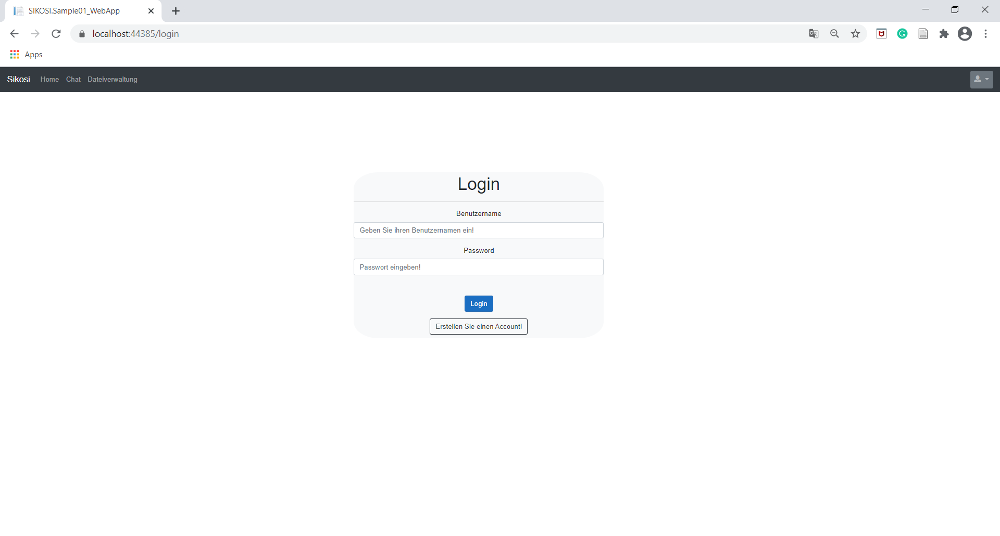 SIKOSI.Sample01_WebApp
localhost:44385/login
Apps
Sikosi Home Chat Dateiverwaltung
Login
Benutzername
Geben Sie ihren Benutzernamen ein!
Password
Passwort eingeben!
Login
Erstellen Sie einen Account!